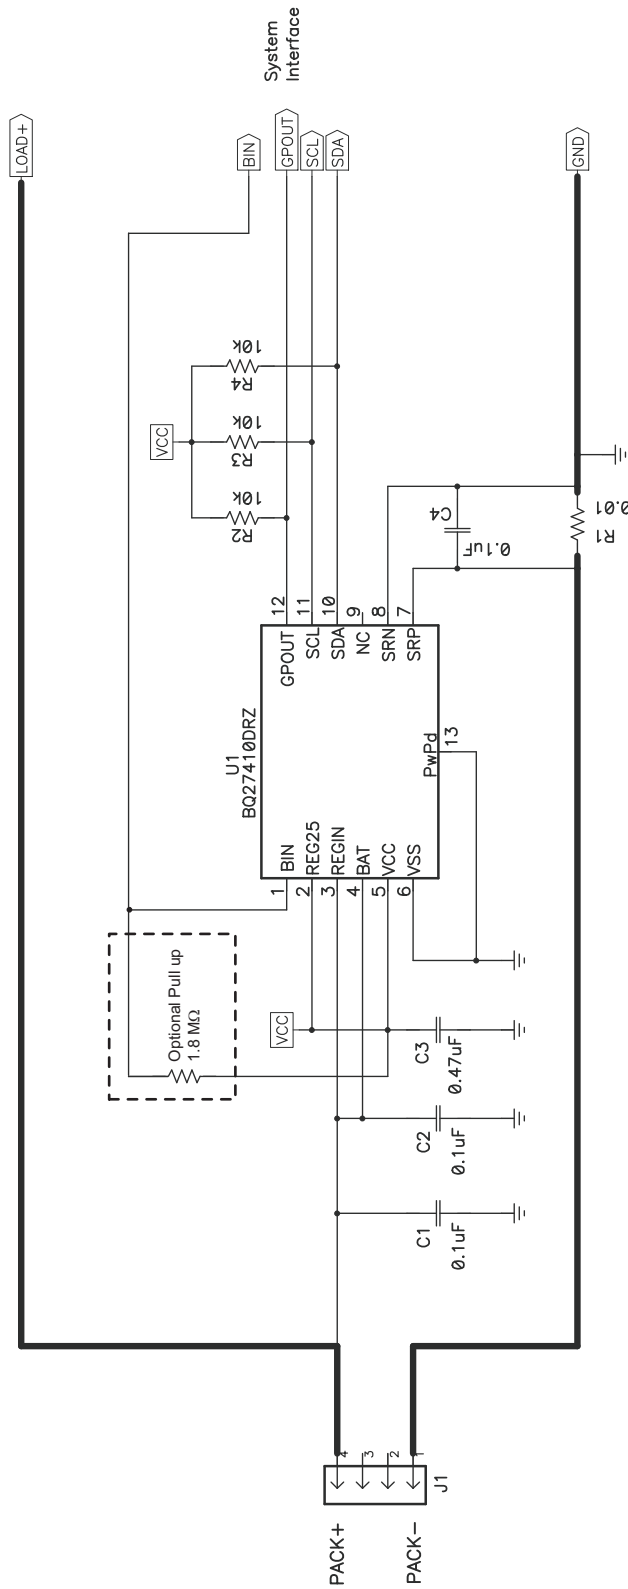 LOAD+
System
Interface
BIN
GPOUT
SCL
SDA
GND
VCC
R2
10k
R3
10k
R4
10k
C4
0.1uF
R1
0.01
U1
BQ27410DRZ
1
BIN
2
REG25
3
REGIN
4
BAT
5
VCC
6
VSS
12
GPOUT
11
SCL
10
SDA
9
NC
8
SRN
7
SRP
PwPd
13
Optional Pull up
1.8 MΩ
VCC
C3
0.47uF
C2
0.1uF
C1
0.1uF
PACK+
PACK−
4
3
2
1
J1